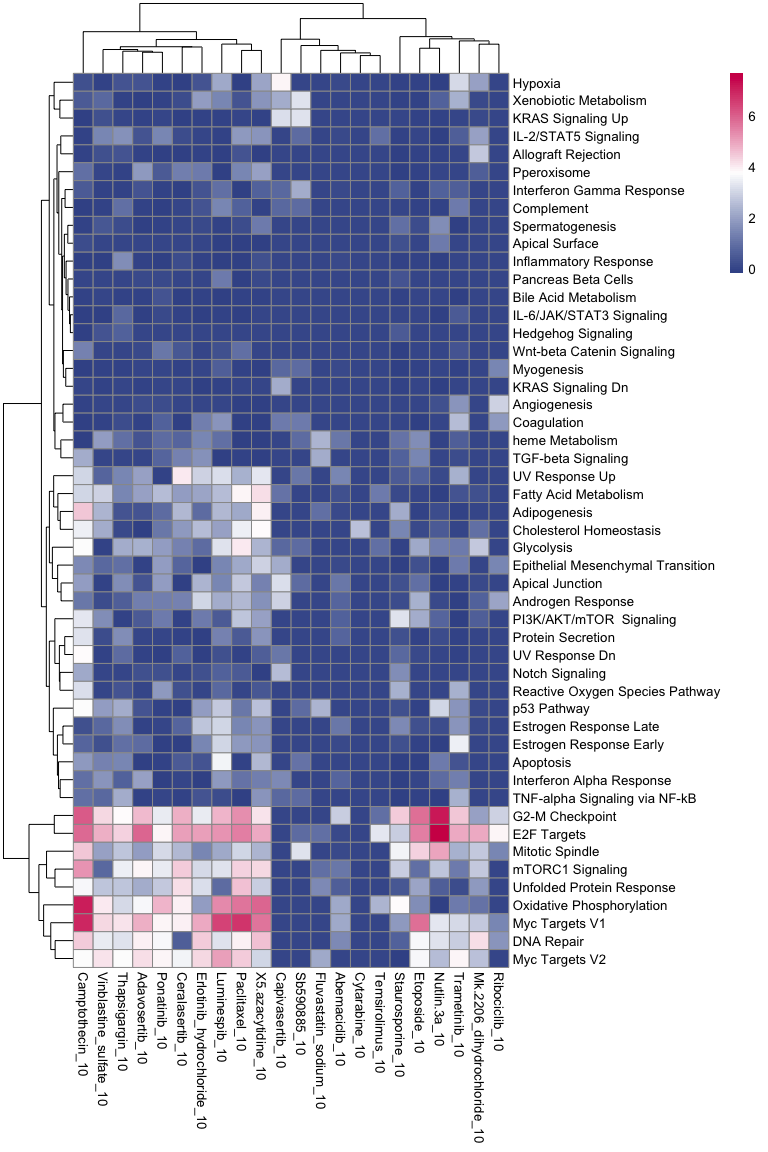 Hypoxia
Xenobiotic Metabolism
KRAS Signaling Up
IL-2/STAT5 Signaling
Allograft Rejection
Pperoxisome
Interferon Gamma Response
Complement
Spermatogenesis
Apical Surface
Inflammatory Response
Pancreas Beta Cells
Bile Acid Metabolism
IL-6/JAK/STAT3 Signaling
Hedgehog Signaling
Wnt-beta Catenin Signaling
Myogenesis
KRAS Signaling Dn
Angiogenesis
Coagulation
heme Metabolism
TGF-beta Signaling
UV Response Up
Fatty Acid Metabolism
Adipogenesis
Cholesterol Homeostasis
Glycolysis
Epithelial Mesenchymal Transition
Apical Junction
Androgen Response
PI3K/AKT/mTOR  Signaling
Protein Secretion
UV Response Dn
Notch Signaling
Reactive Oxygen Species Pathway
p53 Pathway
Estrogen Response Late
Estrogen Response Early
Apoptosis
Interferon Alpha Response
TNF-alpha Signaling via NF-kB
G2-M Checkpoint
E2F Targets
Mitotic Spindle
mTORC1 Signaling
Unfolded Protein Response
Oxidative Phosphorylation
Myc Targets V1
DNA Repair
Myc Targets V2
6
4
2
0
Camptothecin_10
Vinblastine_sulfate_10
Thapsigargin_10
Adavosertib_10
Ponatinib_10
Ceralasertib_10
Erlotinib_hydrochloride_10
Luminespib_10
Paclitaxel_10
X5.azacytidine_10
Capivasertib_10
Sb590885_10
Fluvastatin_sodium_10
Abemaciclib_10
Cytarabine_10
Temsirolimus_10
Staurosporine_10
Etoposide_10
Nutlin.3a_10
Trametinib_10
Mk.2206_dihydrochloride_10
Ribociclib_10